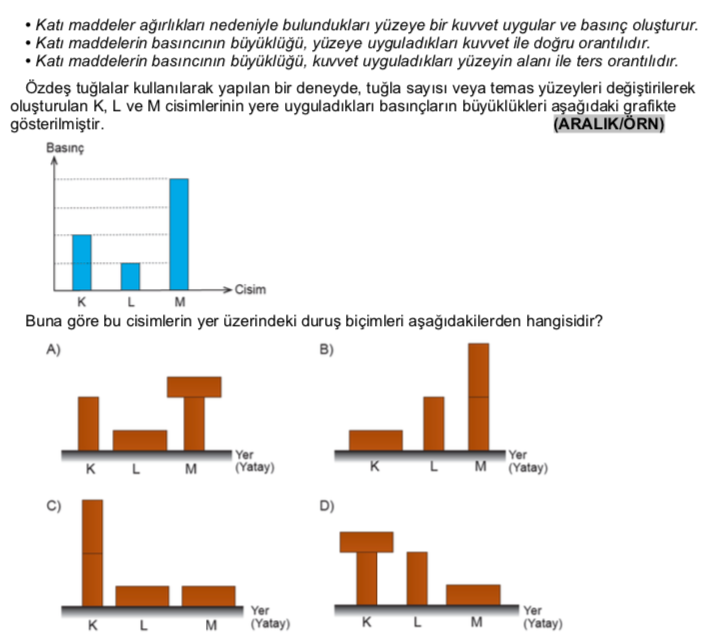 • Katı maddeler ağırlıkları nedeniyle bulundukları yüzeye bir kuvvet uygular ve basınç oluşturur.
• Katı maddelerin basıncının büyüklüğü, yüzeye uyguladıkları kuvvet ile doğru orantılıdır.
• Katı maddelerin basıncının büyüklüğü, kuvvet uyguladıkları yüzeyin alanı ile ters orantılıdır.
Özdeş tuğlalar kullanılarak yapılan bir deneyde, tuğla sayısı veya temas yüzeyleri değiştirilerek
oluşturulan K, L ve M cisimlerinin yere uyguladıkları basınçların büyüklükleri aşağıdaki grafikte
gösterilmiştir. (ARALIK/ÖRN)
Basınç
Cisim
K L M
Buna göre bu cisimlerin yer üzerindeki duruş biçimleri aşağıdakilerden hangisidir?
A) B)
Yer Yer
K L M (Yatay) K L M (Yatay)
C) D)
Yer Yer
K L M (Yatay) K L M (Yatay)